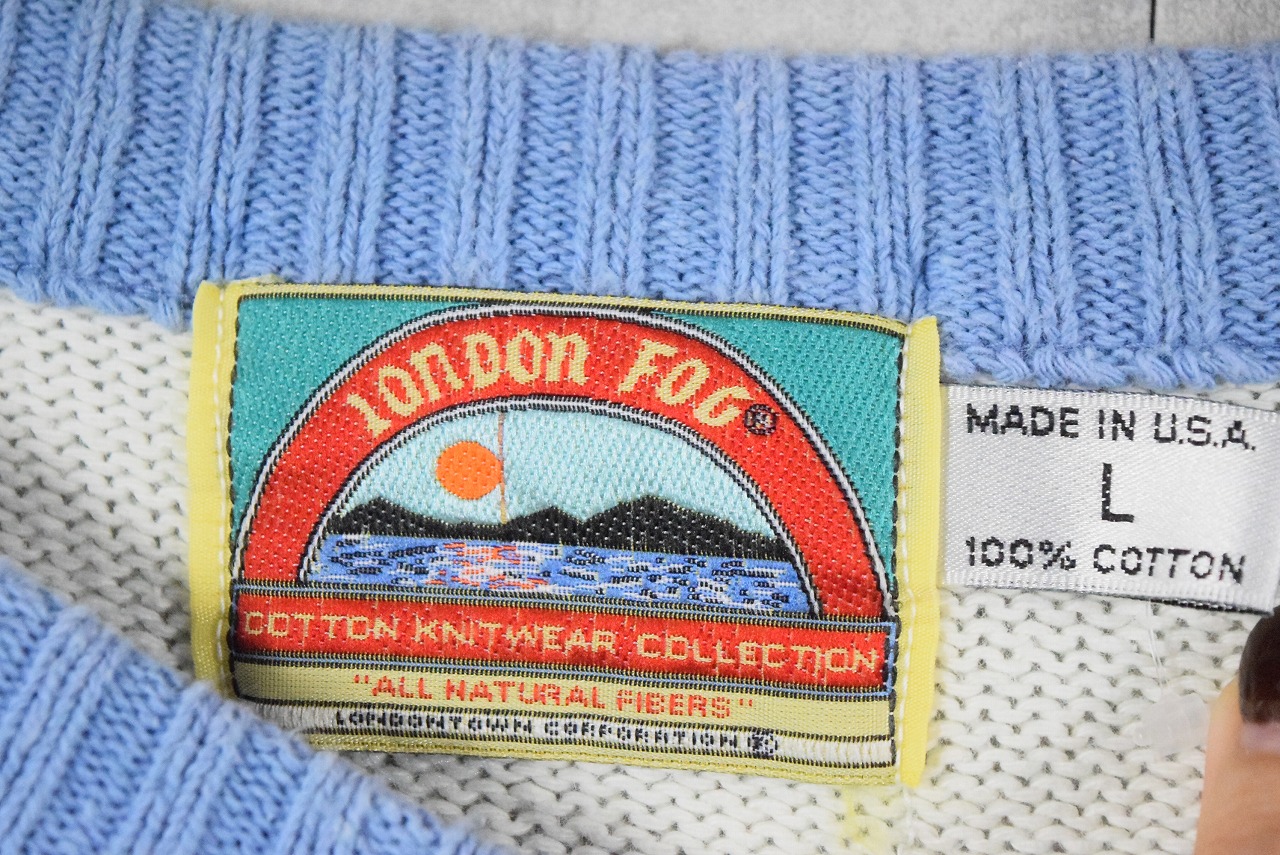 LONDON FOG®
COTTON KNITWEAR COLLECTION
"ALL NATURAL FIBERS"
LONDONTOWN CORPORATION ®
MADE IN U.S.A.
L
100% COTTON